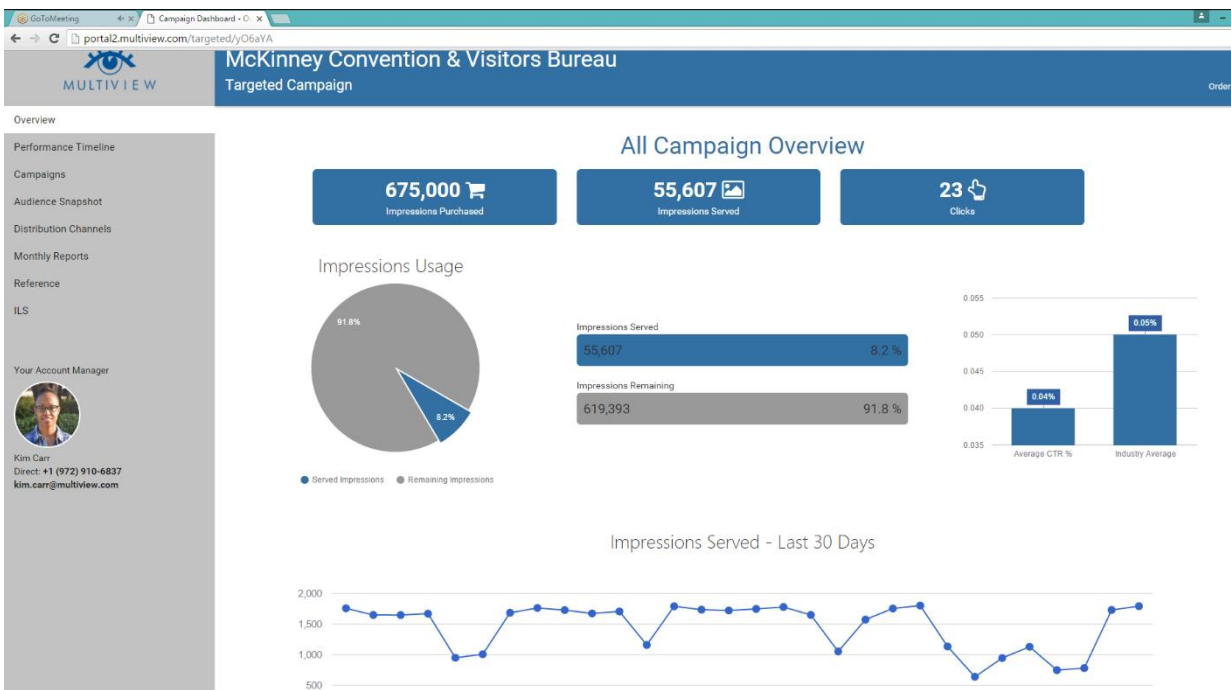 GoToMeeting
Campaign Dashboard - O
portal2.multiview.com/targeted/yO6aYA
MULTIVIEW
McKinney Convention & Visitors Bureau
Targeted Campaign
Order
Overview
Performance Timeline
Campaigns
Audience Snapshot
Distribution Channels
Monthly Reports
Reference
ILS
Your Account Manager
Kim Carr
Direct: +1 (972) 910-6837
kim.carr@multiview.com
All Campaign Overview
675,000
Impressions Purchased
55,607
Impressions Served
23
Clicks
Impressions Usage
91.8%
8.2%
Served Impressions
Remaining Impressions
Impressions Served
55,607 8.2 %
Impressions Remaining
619,393 91.8 %
0.055
0.050
0.045
0.040
0.035
0.04%
0.05%
Average CTR %
Industry Average
Impressions Served - Last 30 Days
2,000
1,500
1,000
500